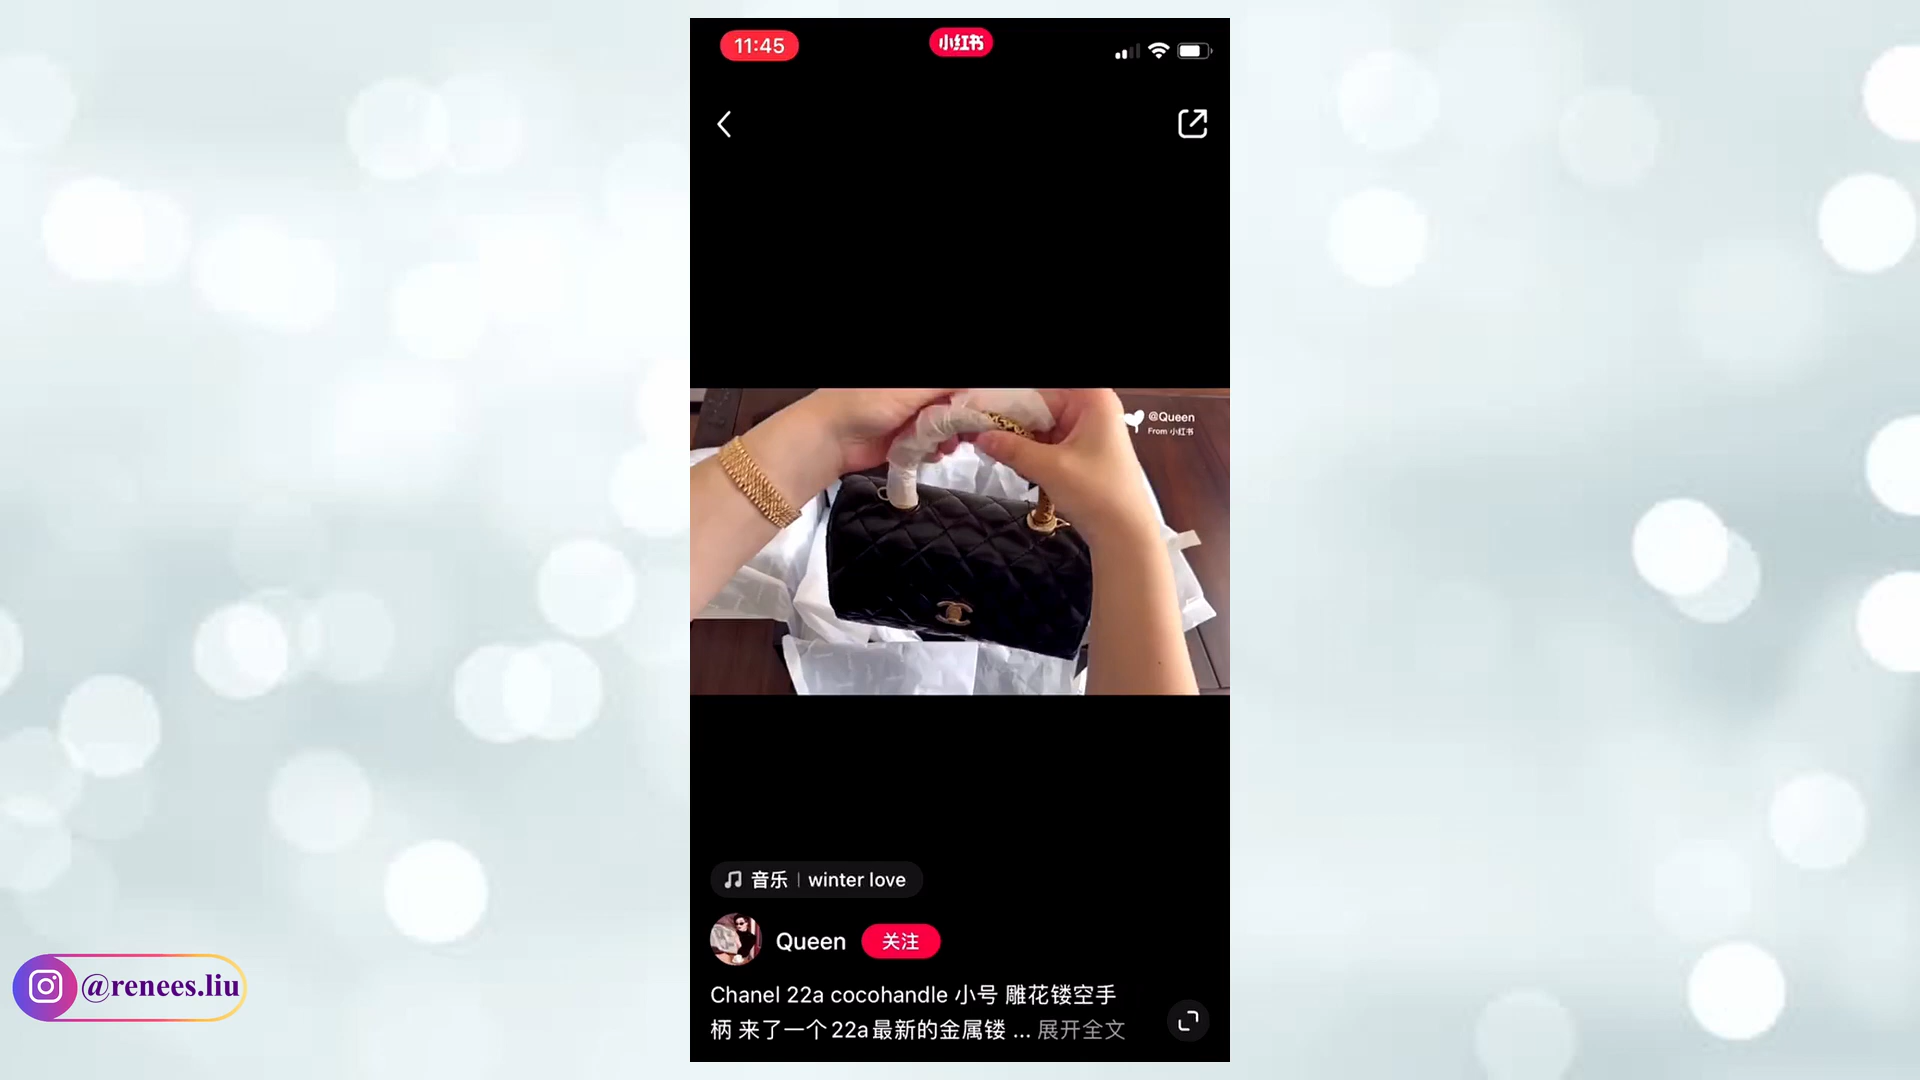 11:45
小红书
@Queen
From 小红书
音乐 | winter love
Queen
关注
Chanel 22a cocohandle 小号 雕花镂空手
柄 来了一个22a最新的金属镂 ... 展开全文
@renees.liu